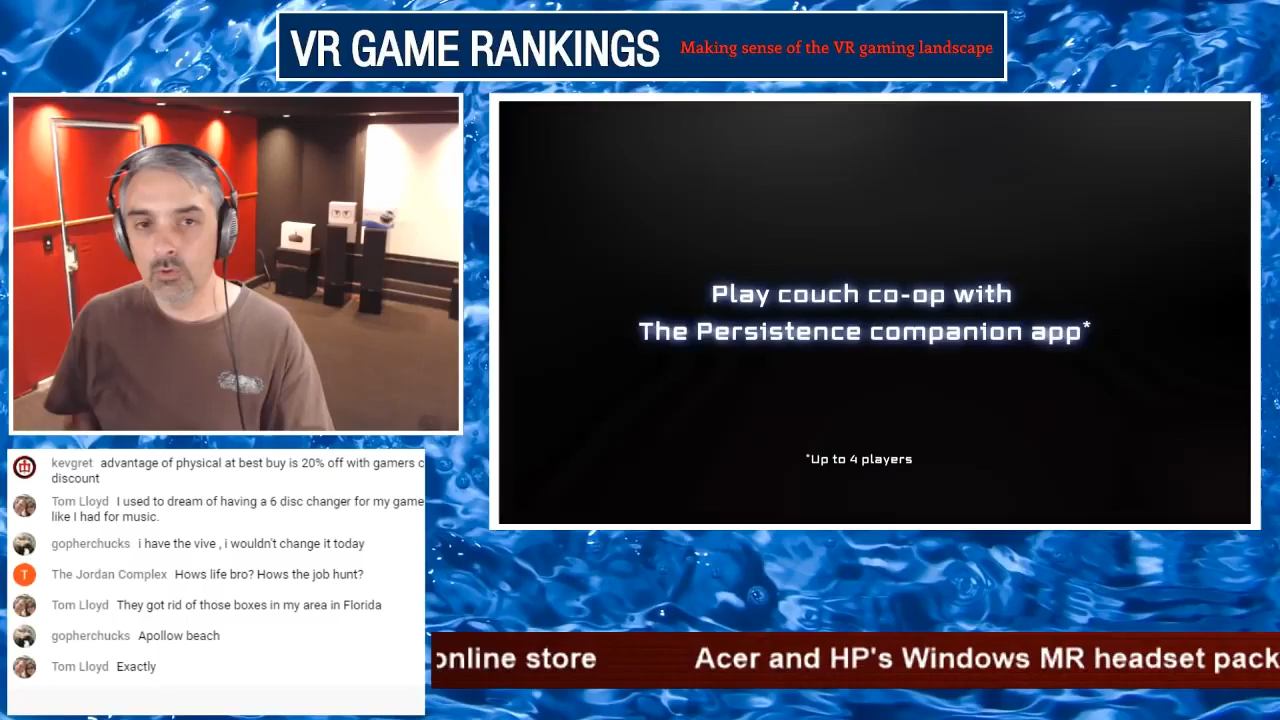 VR GAME RANKINGS
Making sense of the VR gaming landscape
Play couch co-op with
The Persistence companion app*
*Up to 4 players
kevgret advantage of physical at best buy is 20% off with gamers c
discount
Tom Lloyd I used to dream of having a 6 disc changer for my game
like I had for music.
gopherchucks i have the vive , i wouldn't change it today
T The Jordan Complex Hows life bro? Hows the job hunt?
Tom Lloyd They got rid of those boxes in my area in Florida
gopherchucks Apollow beach
Tom Lloyd Exactly
online store Acer and HP's Windows MR headset pack